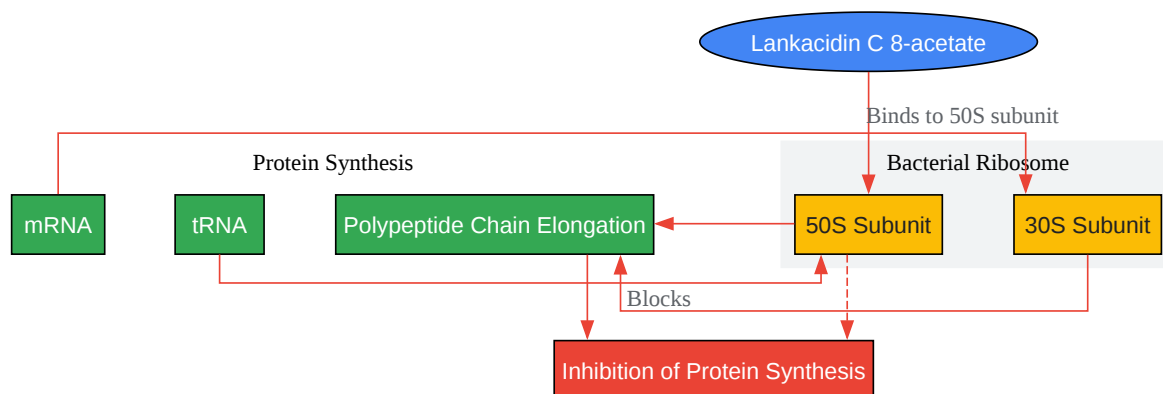 Lankacidin C 8-acetate
Binds to 50S subunit
Protein Synthesis
Bacterial Ribosome
mRNA
tRNA
Polypeptide Chain Elongation
50S Subunit
30S Subunit
Blocks
Inhibition of Protein Synthesis